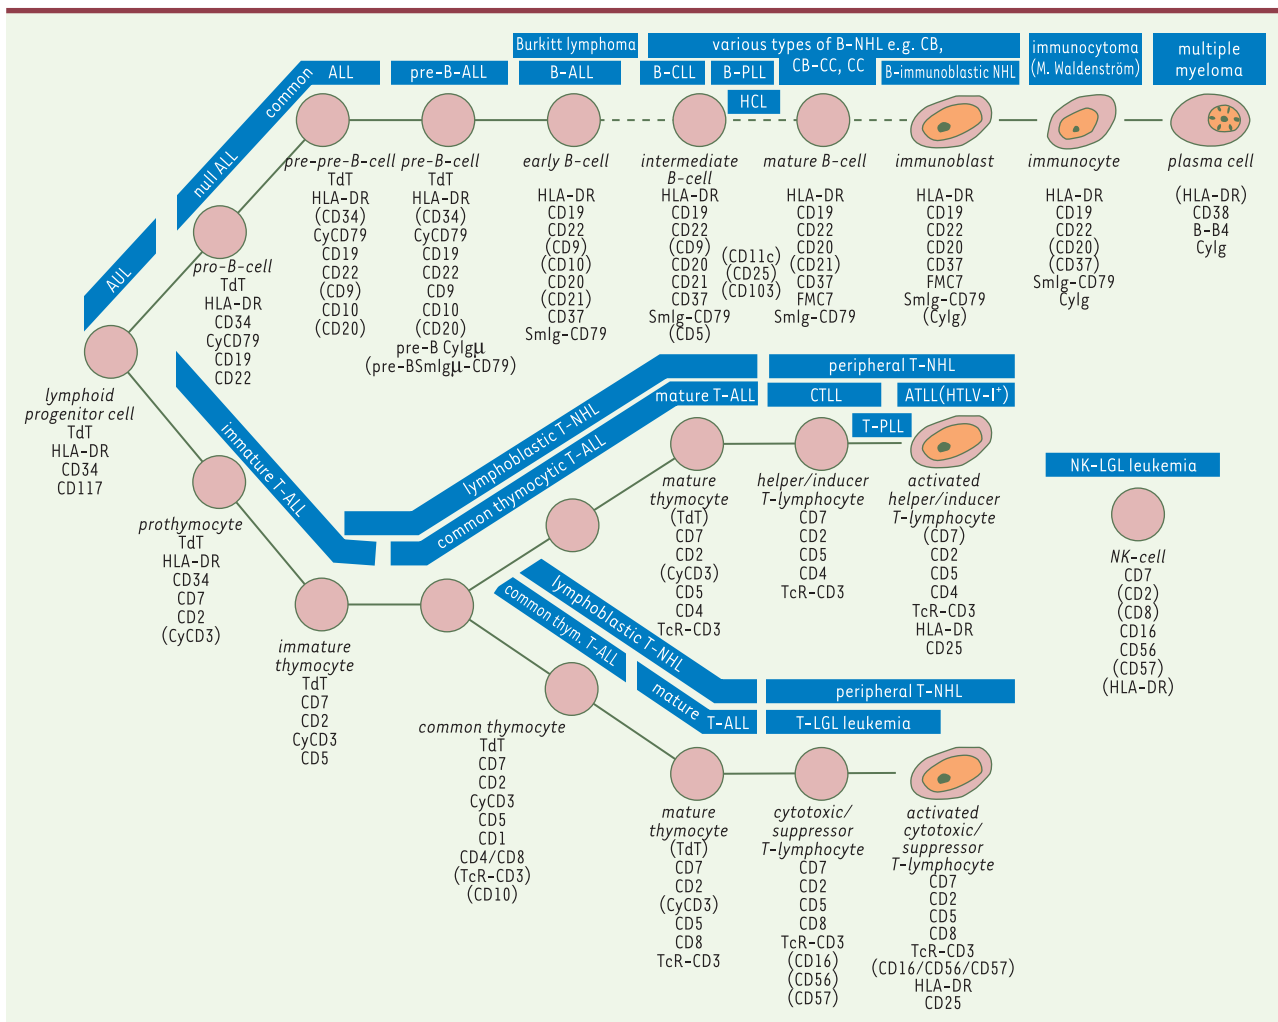 Burkitt lymphoma
various types of B-NHL e.g. CB,
CB-CC, CC
immunocytoma
(M. Waldenström)
multiple
myeloma
common
ALL
pre-B-ALL
B-ALL
B-CLL
B-PLL
HCL
B-immunoblastic NHL
null ALL
AUL
pre-pre-B-cell
TdT
HLA-DR
(CD34)
CyCD79
CD19
CD22
(CD9)
CD10
(CD20)
pre-B-cell
TdT
HLA-DR
(CD34)
CyCD79
CD19
CD22
CD9
CD10
(CD20)
pre-B CyIgμ
(pre-BSmIgμ-CD79)
early B-cell
HLA-DR
CD19
CD22
(CD9)
(CD10)
CD20
(CD21)
CD37
SmIg-CD79
intermediate
B-cell
HLA-DR
CD19
CD22
(CD9)
CD20
CD21
CD37
SmIg-CD79
(CD5)
(CD11c)
(CD25)
(CD103)
mature B-cell
HLA-DR
CD19
CD22
CD20
(CD21)
CD37
FMC7
SmIg-CD79
immunoblast
HLA-DR
CD19
CD22
CD20
CD37
FMC7
SmIg-CD79
(CyIg)
immunocyte
HLA-DR
CD19
CD22
(CD20)
(CD37)
SmIg-CD79
CyIg
plasma cell
(HLA-DR)
CD38
B-B4
CyIg
pro-B-cell
TdT
HLA-DR
CD34
CyCD79
CD19
CD22
lymphoid
progenitor cell
TdT
HLA-DR
CD34
CD117
immature T-ALL
lymphoblastic T-NHL
common thymocytic T-ALL
mature T-ALL
peripheral T-NHL
CTLL
T-PLL
ATLL(HTLV-I⁺)
NK-LGL leukemia
prothymocyte
TdT
HLA-DR
CD34
CD7
CD2
(CyCD3)
immature
thymocyte
TdT
CD7
CD2
CyCD3
CD5
common thymocyte
TdT
CD7
CD2
CyCD3
CD5
CD1
CD4/CD8
(TcR-CD3)
(CD10)
mature
thymocyte
(TdT)
CD7
CD2
(CyCD3)
CD5
CD4
TcR-CD3
helper/inducer
T-lymphocyte
CD7
CD2
CD5
CD4
TcR-CD3
activated
helper/inducer
T-lymphocyte
(CD7)
CD2
CD5
CD4
TcR-CD3
HLA-DR
CD25
NK-cell
CD7
(CD2)
(CD8)
CD16
CD56
(CD57)
(HLA-DR)
lymphoblastic T-NHL
common thym. T-ALL
mature
T-ALL
peripheral T-NHL
T-LGL leukemia
mature
thymocyte
(TdT)
CD7
CD2
(CyCD3)
CD5
CD8
TcR-CD3
cytotoxic/
suppressor
T-lymphocyte
CD7
CD2
CD5
CD8
TcR-CD3
(CD16)
(CD56)
(CD57)
activated
cytotoxic/
suppressor
T-lymphocyte
CD7
CD2
CD5
CD8
TcR-CD3
(CD16/CD56/CD57)
HLA-DR
CD25